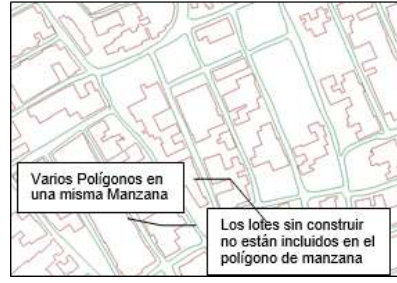 Varios Polígonos en
una misma Manzana
Los lotes sin construir
no están incluidos en el
polígono de manzana